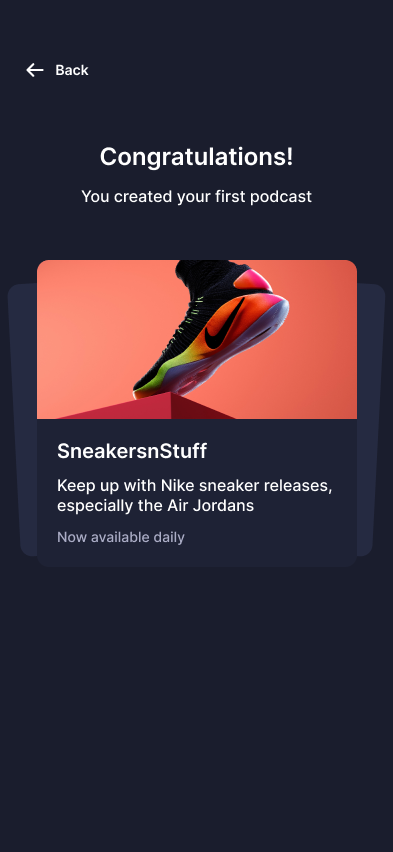 Back
Congratulations!
You created your first podcast
SneakersnStuff
Keep up with Nike sneaker releases,
especially the Air Jordans
Now available daily